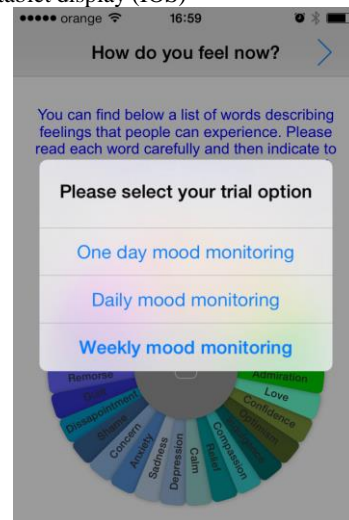 tablet display (IOS)
orange 16:59
How do you feel now?
You can find below a list of words describing
feelings that people can experience. Please
read each word carefully and then indicate to
Please select your trial option
One day mood monitoring
Daily mood monitoring
Weekly mood monitoring
Remorse
Guilt
Dissapointment
Shame
Concern
Anxiety
Sadness
Depression
Calm
Relief
Compassion
Optimism
Confidence
Love
Admiration